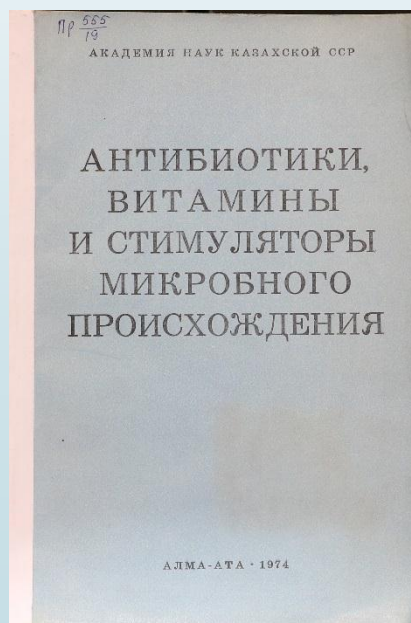 Пр 555
19
АКАДЕМИЯ НАУК КАЗАХСКОЙ ССР
АНТИБИОТИКИ,
ВИТАМИНЫ
И СТИМУЛЯТОРЫ
МИКРОБНОГО
ПРОИСХОЖДЕНИЯ
АЛМА-АТА · 1974